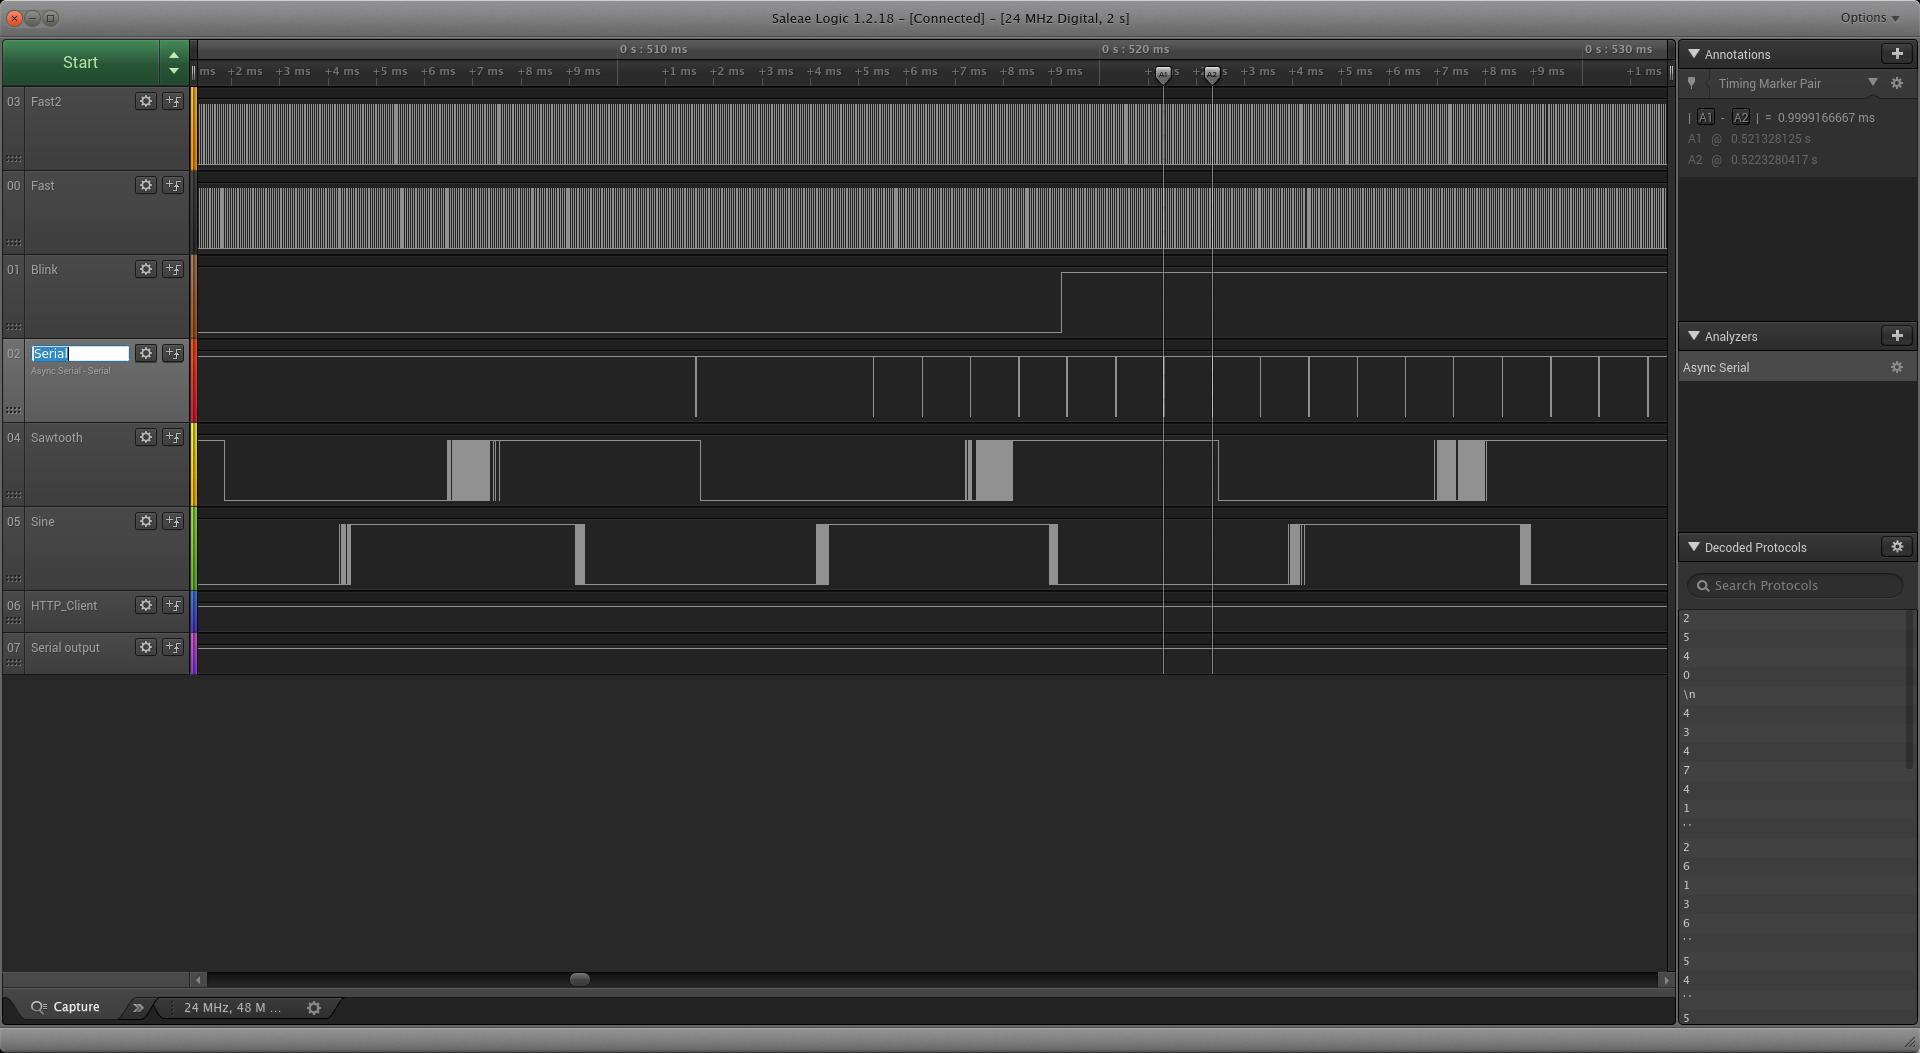 Saleae Logic 1.2.18 - [Connected] - [24 MHz Digital, 2 s]
Options
Start
0 s : 510 ms 0 s : 520 ms 0 s : 530 ms
ms +2 ms +3 ms +4 ms +5 ms +6 ms +7 ms +8 ms +9 ms +1 ms +2 ms +3 ms +4 ms +5 ms +6 ms +7 ms +8 ms +9 ms A1 A2 +3 ms +4 ms +5 ms +6 ms +7 ms +8 ms +9 ms +1 ms
03 Fast2
00 Fast
01 Blink
02 Serial
Async Serial - Serial
04 Sawtooth
05 Sine
06 HTTP_Client
07 Serial output
Capture
24 MHz, 48 M ...
Annotations
Timing Marker Pair
| A1 - A2 | = 0.9999166667 ms
A1 @ 0.521328125 s
A2 @ 0.5223280417 s
Analyzers
Async Serial
Decoded Protocols
Search Protocols
2
5
4
0
\n
4
3
4
7
4
1
' '
2
6
1
3
6
' '
5
4
' '
5